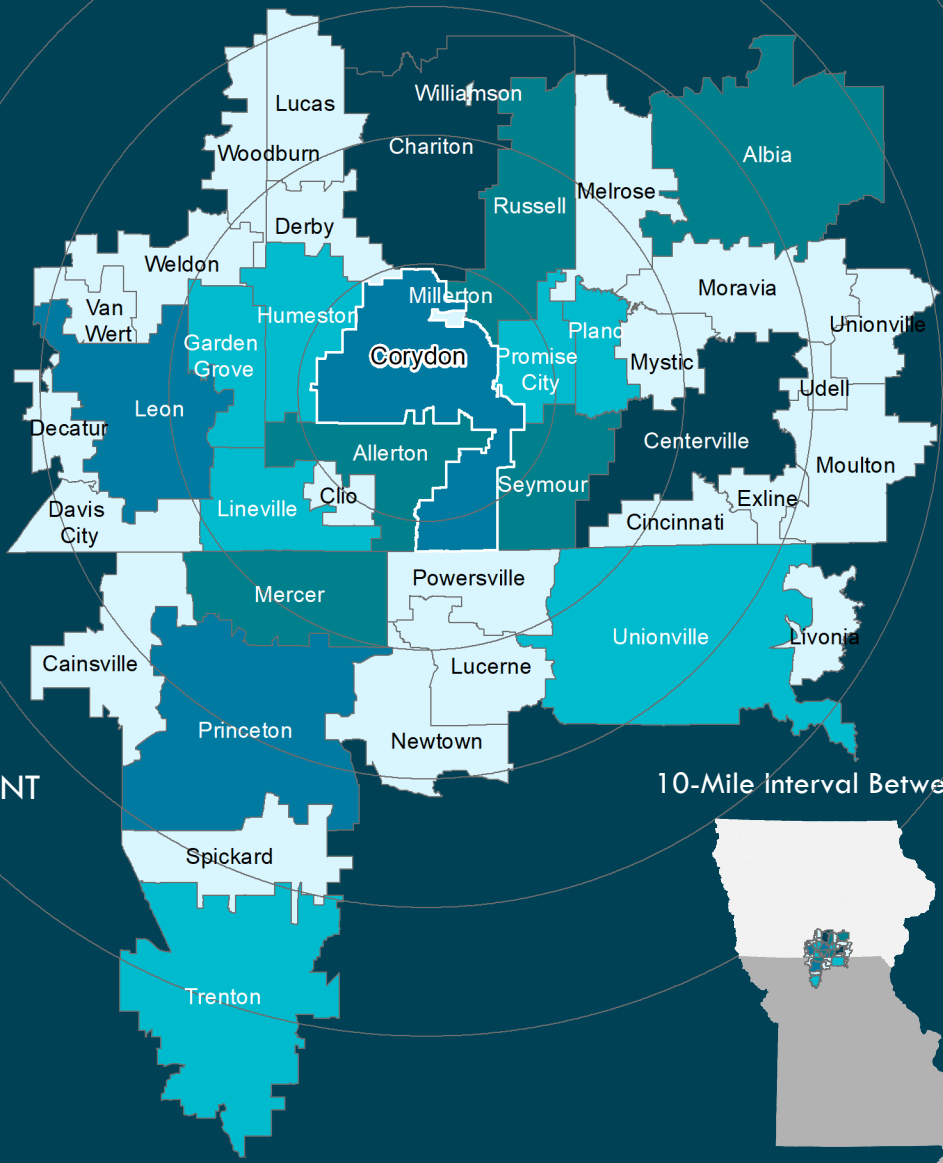 Williamson
Lucas
Chariton
Woodburn
Albia
Melrose
Russell
Derby
Weldon
Moravia
Millerton
Van
Wert
Humeston
Unionville
Plano
Garden
Grove
Corydon
Promise
City
Mystic
Udell
Leon
Decatur
Centerville
Allerton
Moulton
Seymour
Clio
Exline
Davis
City
Lineville
Cincinnati
Powersville
Mercer
Unionville
Livonia
Cainsville
Lucerne
Princeton
Newtown
NT
10-Mile Interval Betwe
Spickard
Trenton